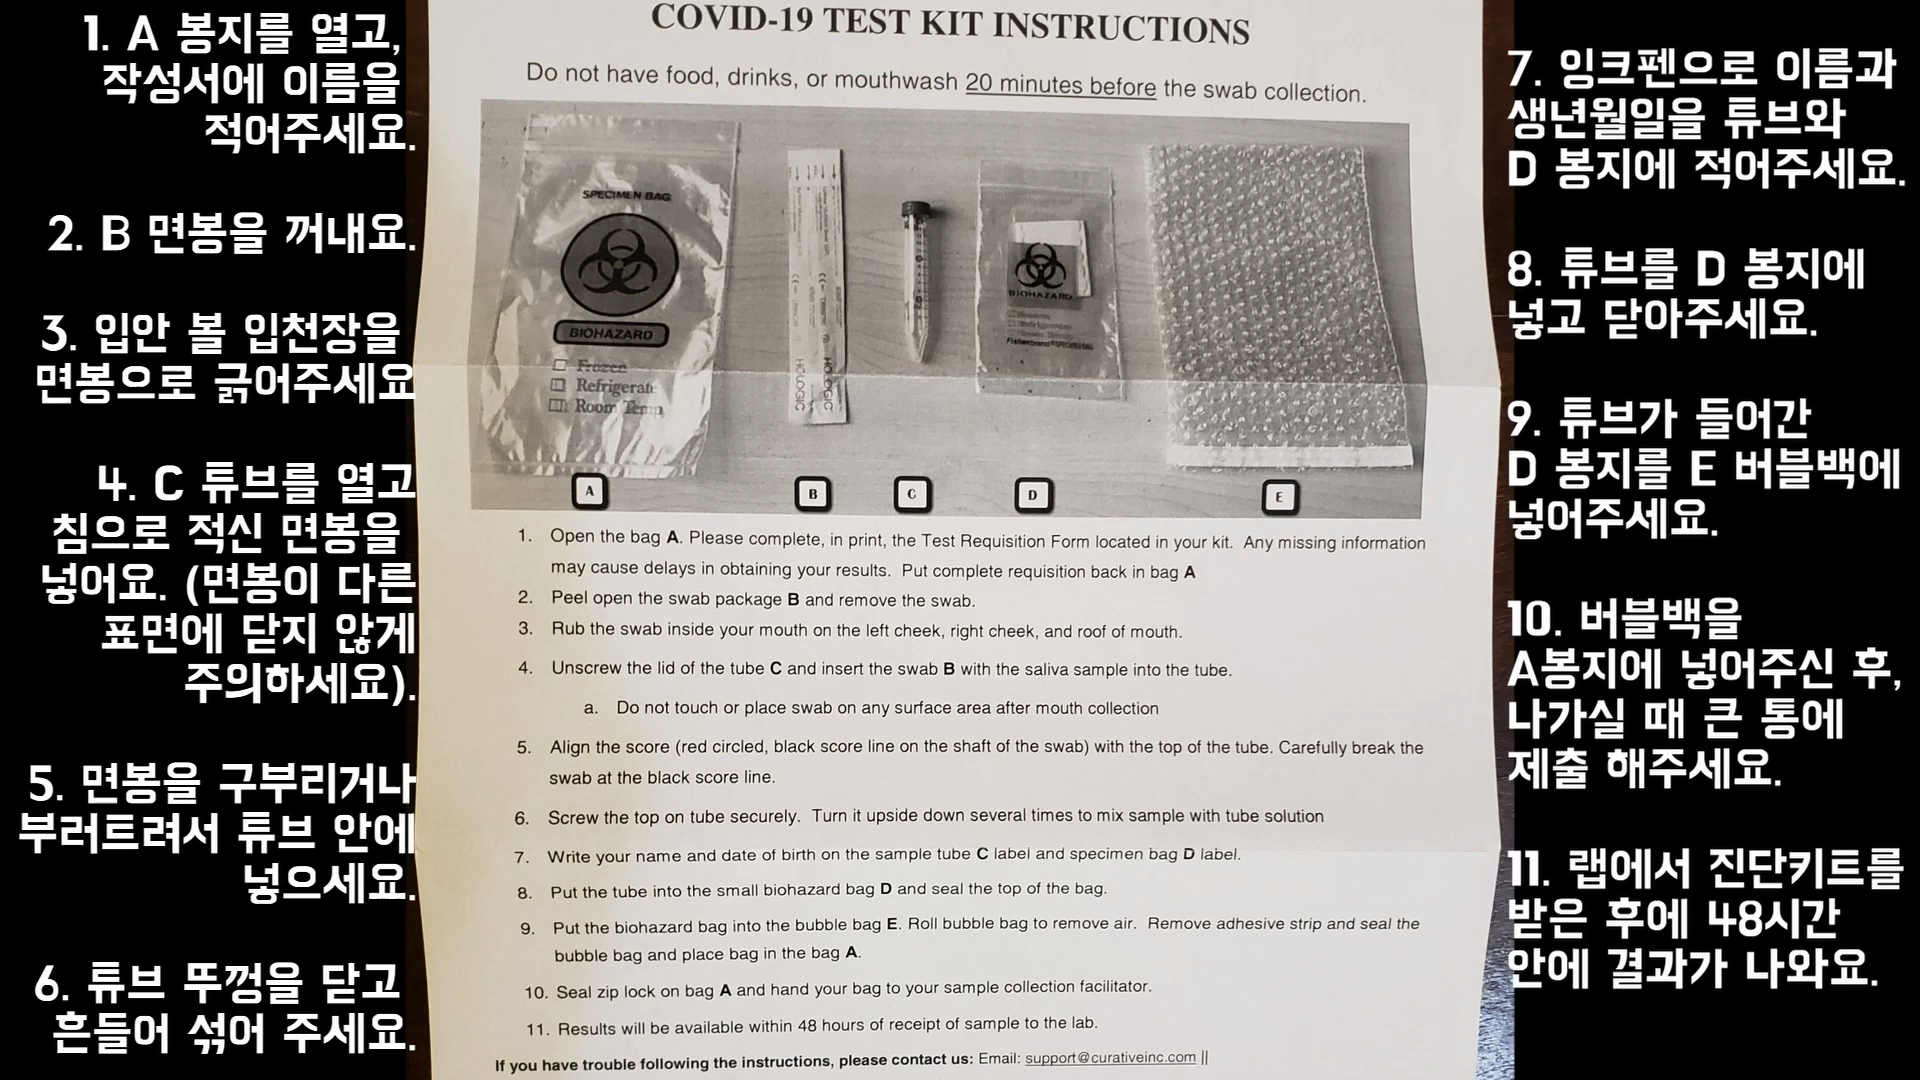 1. A 봉지를 열고,
작성서에 이름을
적어주세요.
2. B 면봉을 꺼내요.
3. 입안 볼 입천장을
면봉으로 긁어주세요
4. C 튜브를 열고
침으로 적신 면봉을
넣어요. (면봉이 다른
표면에 닫지 않게
주의하세요).
5. 면봉을 구부리거나
부러트려서 튜브 안에
넣으세요.
6. 튜브 뚜껑을 닫고
흔들어 섞어 주세요.
COVID-19 TEST KIT INSTRUCTIONS
Do not have food, drinks, or mouthwash 20 minutes before the swab collection.
SPECIMEN BAG
BIOHAZARD
Frozen
Refrigerate
Room Temp
HOLOGIC
HOLOGIC
BIOHAZARD
A
B
C
D
E
1. Open the bag A. Please complete, in print, the Test Requisition Form located in your kit. Any missing information
may cause delays in obtaining your results. Put complete requisition back in bag A
2. Peel open the swab package B and remove the swab.
3. Rub the swab inside your mouth on the left cheek, right cheek, and roof of mouth.
4. Unscrew the lid of the tube C and insert the swab B with the saliva sample into the tube.
a. Do not touch or place swab on any surface area after mouth collection
5. Align the score (red circled, black score line on the shaft of the swab) with the top of the tube. Carefully break the
swab at the black score line.
6. Screw the top on tube securely. Turn it upside down several times to mix sample with tube solution
7. Write your name and date of birth on the sample tube C label and specimen bag D label.
8. Put the tube into the small biohazard bag D and seal the top of the bag.
9. Put the biohazard bag into the bubble bag E. Roll bubble bag to remove air. Remove adhesive strip and seal the
bubble bag and place bag in the bag A.
10. Seal zip lock on bag A and hand your bag to your sample collection facilitator.
11. Results will be available within 48 hours of receipt of sample to the lab.
If you have trouble following the instructions, please contact us: Email: support@curativeinc.com ||
7. 잉크펜으로 이름과
생년월일을 튜브와
D 봉지에 적어주세요.
8. 튜브를 D 봉지에
넣고 닫아주세요.
9. 튜브가 들어간
D 봉지를 E 버블백에
넣어주세요.
10. 버블백을
A봉지에 넣어주신 후,
나가실 때 큰 통에
제출 해주세요.
11. 랩에서 진단키트를
받은 후에 48시간
안에 결과가 나와요.